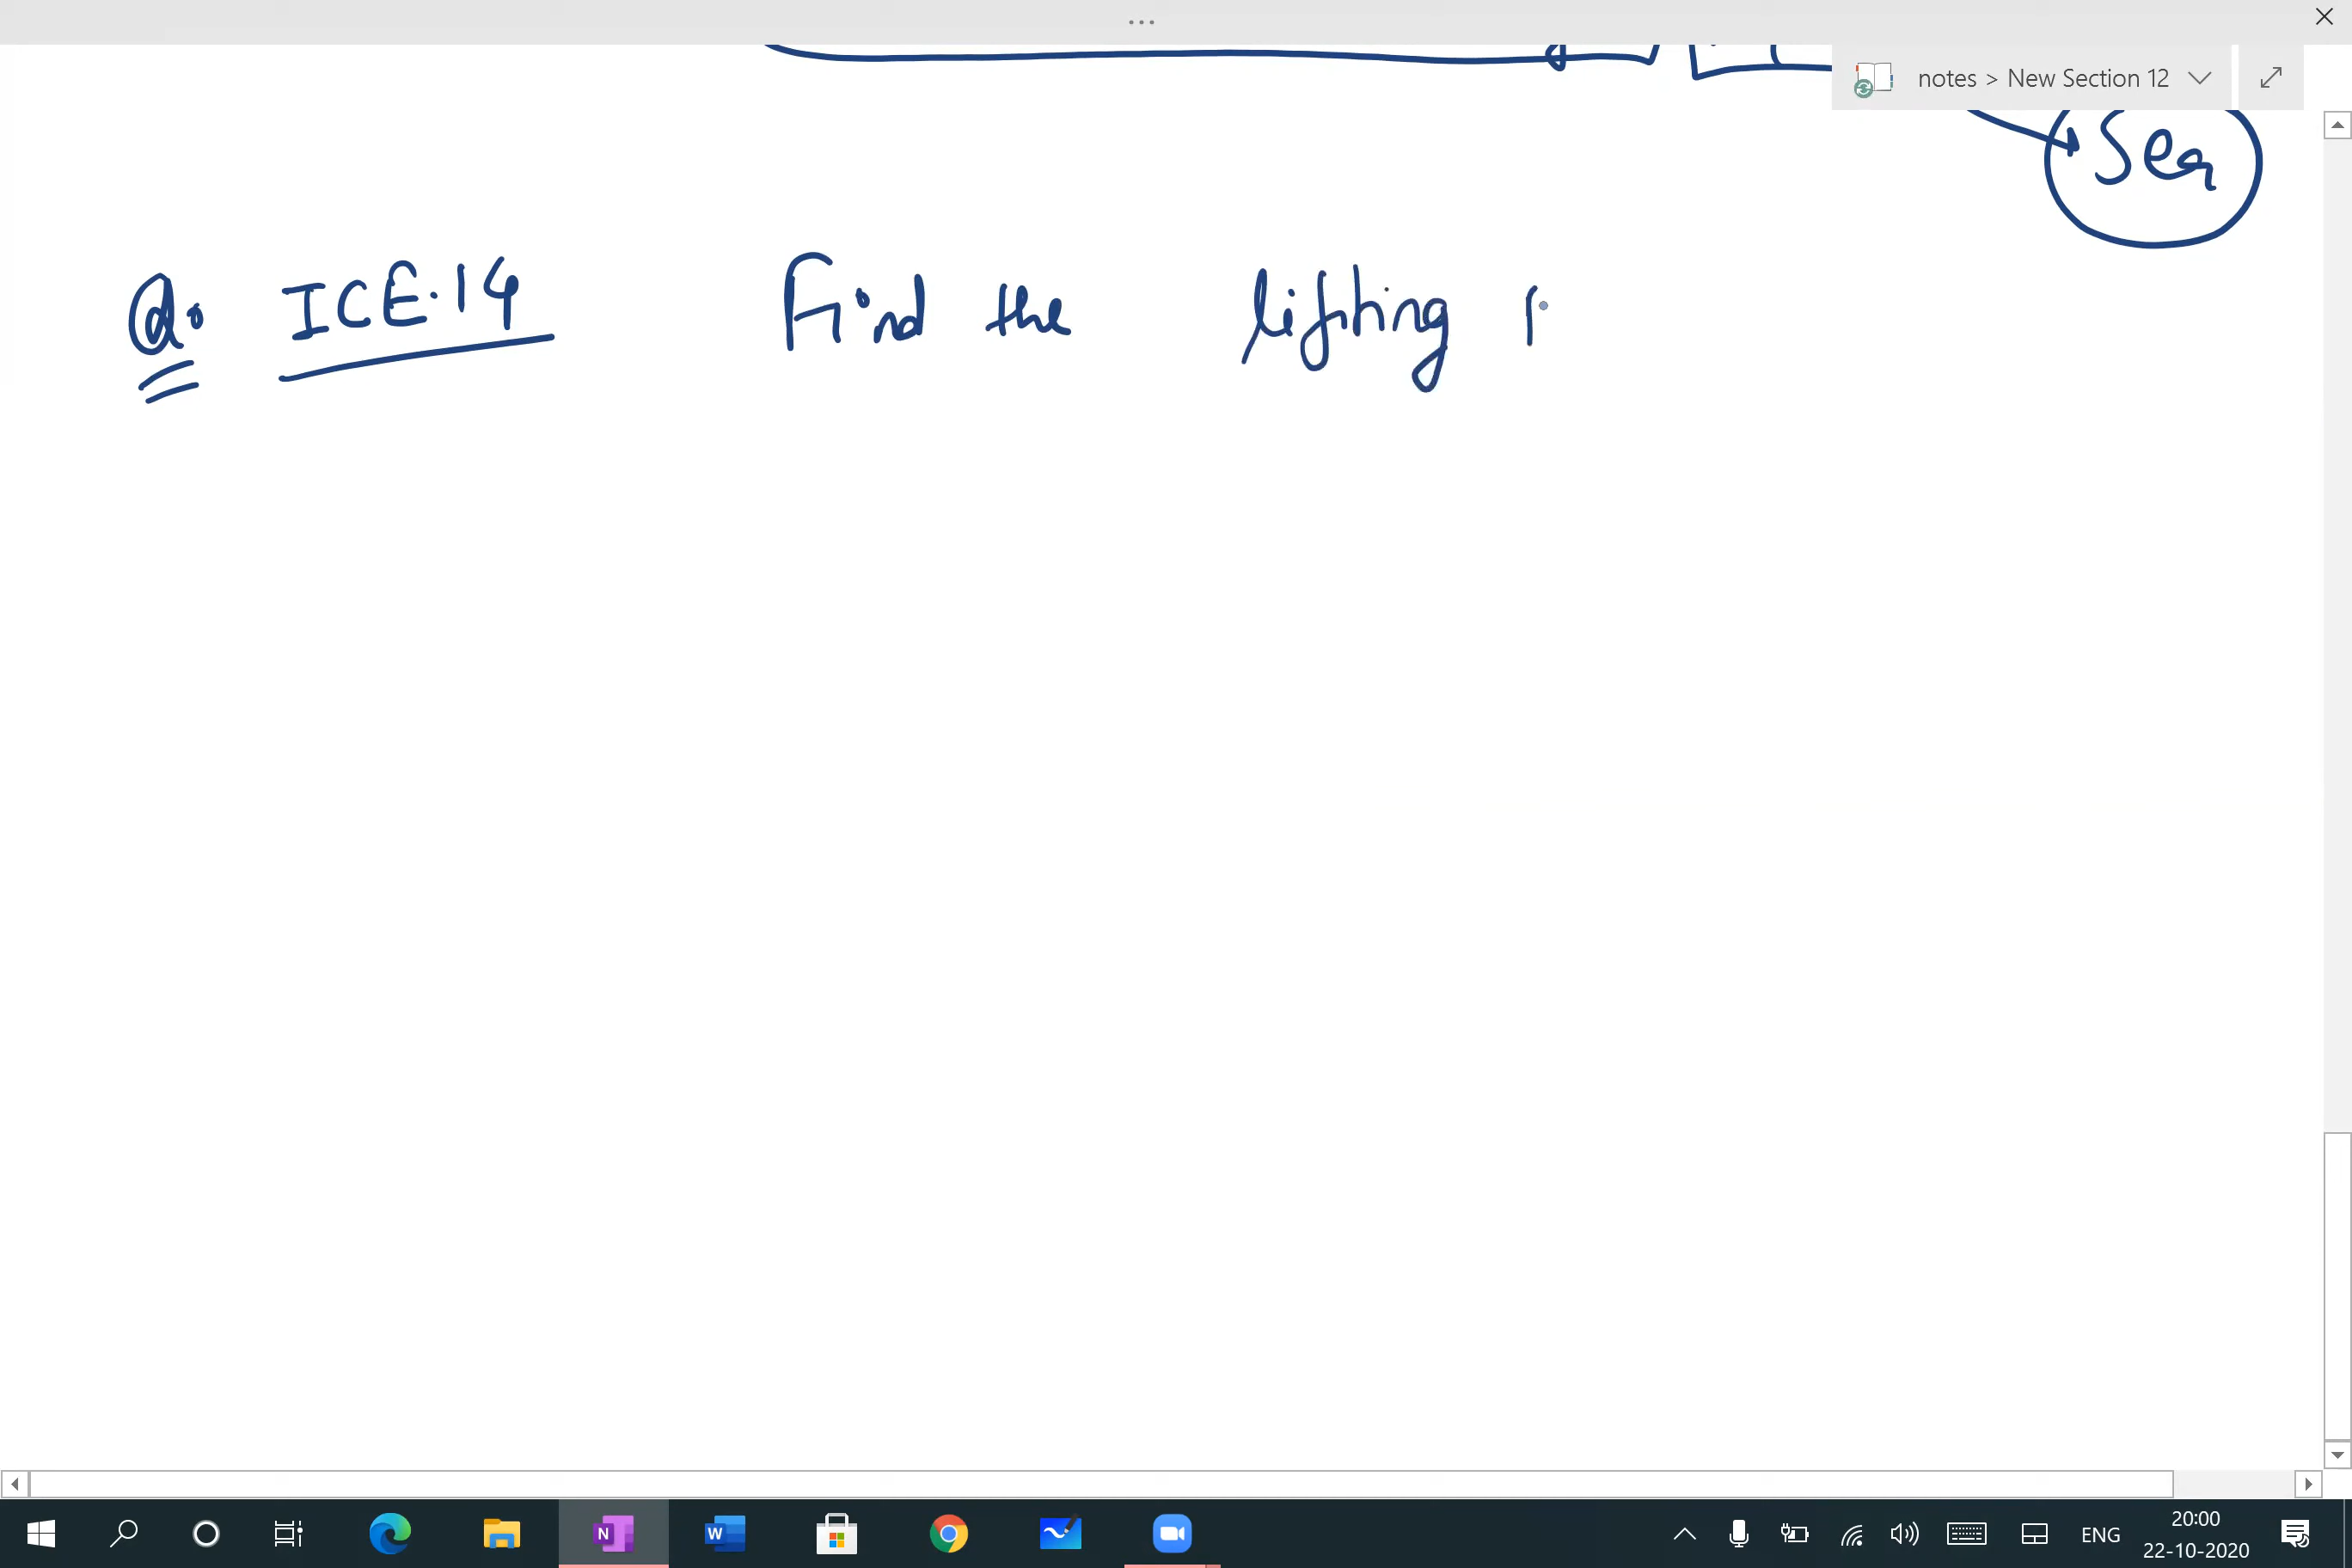 notes > New Section 12
Sea
Q. ICE.14 Find the lifting
ENG
20:00
22-10-2020